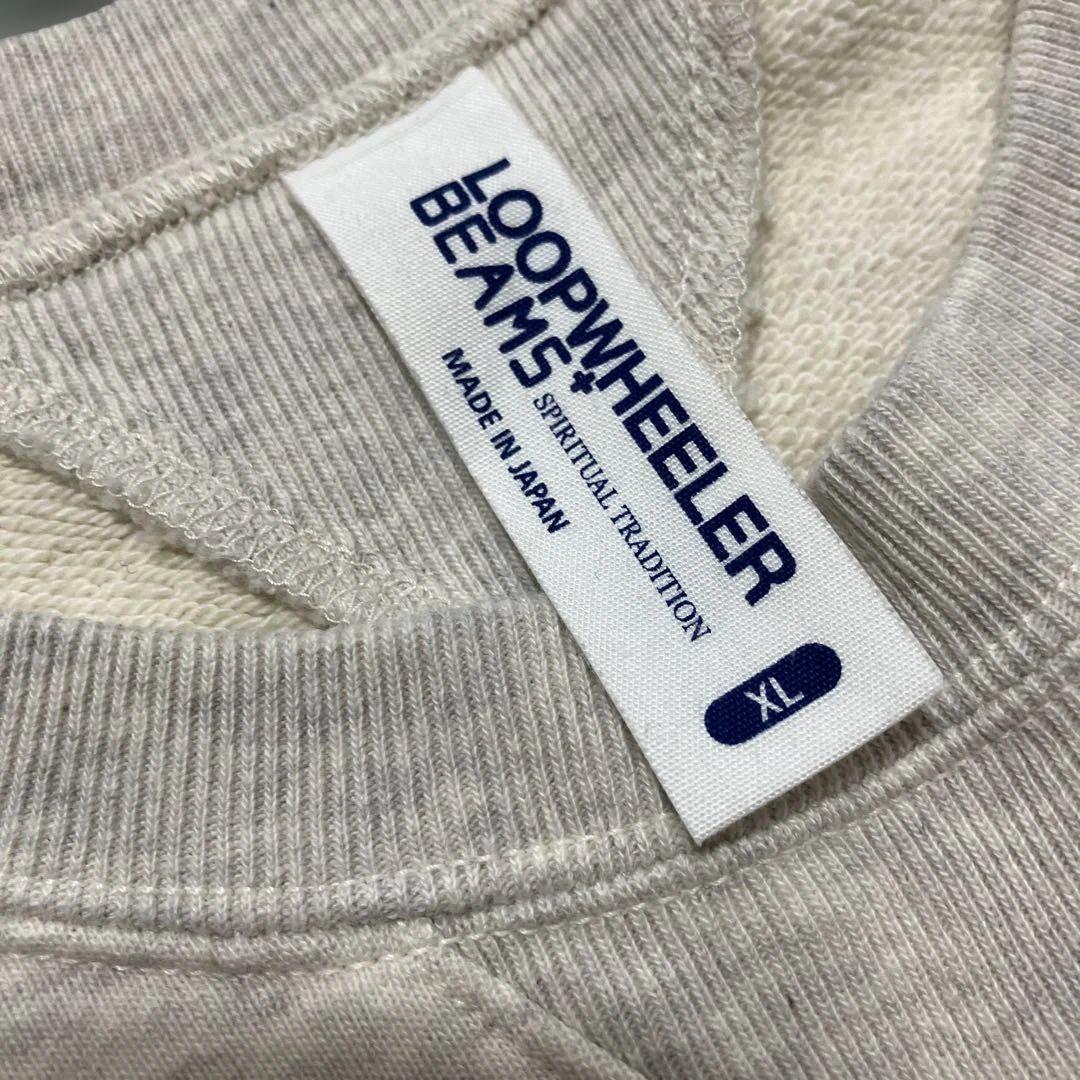 LOOPWHEELER
BEAMS+
SPIRITUAL TRADITION
MADE IN JAPAN
XL